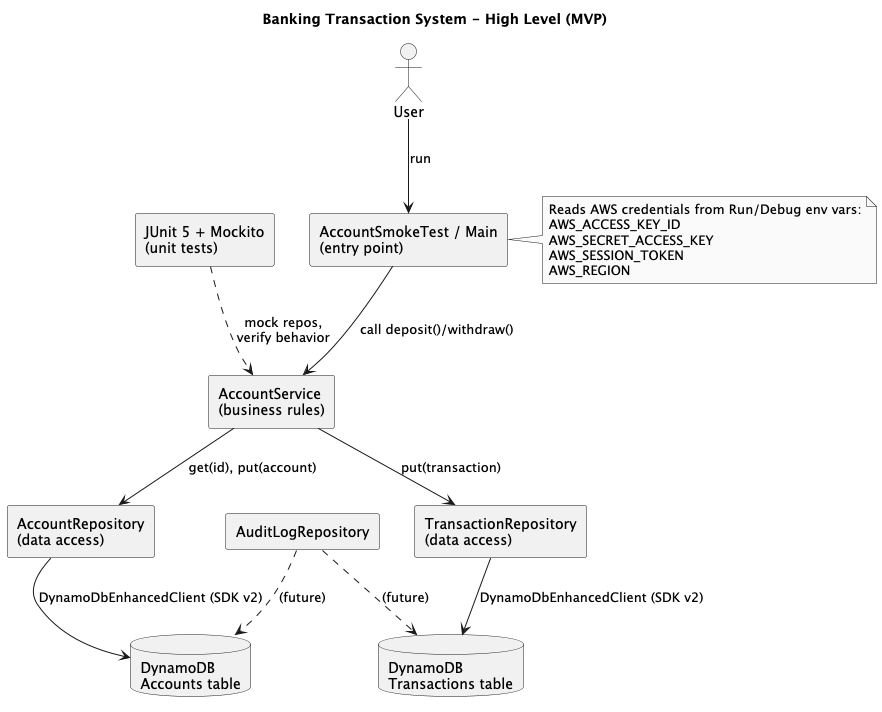 Banking Transaction System – High Level (MVP)
User
run
JUnit 5 + Mockito
(unit tests)
AccountSmokeTest / Main
(entry point)
Reads AWS credentials from Run/Debug env vars:
AWS_ACCESS_KEY_ID
AWS_SECRET_ACCESS_KEY
AWS_SESSION_TOKEN
AWS_REGION
mock repos,
verify behavior
call deposit()/withdraw()
AccountService
(business rules)
get(id), put(account)
put(transaction)
AccountRepository
(data access)
AuditLogRepository
TransactionRepository
(data access)
DynamoDbEnhancedClient (SDK v2)
(future)
(future)
DynamoDbEnhancedClient (SDK v2)
DynamoDB
Accounts table
DynamoDB
Transactions table